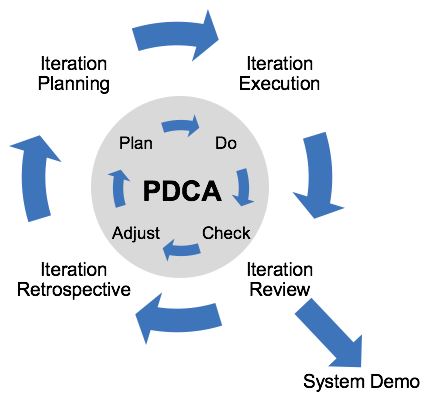 Iteration
Planning
Iteration
Execution
Plan
Do
PDCA
Adjust
Check
Iteration
Retrospective
Iteration
Review
System Demo